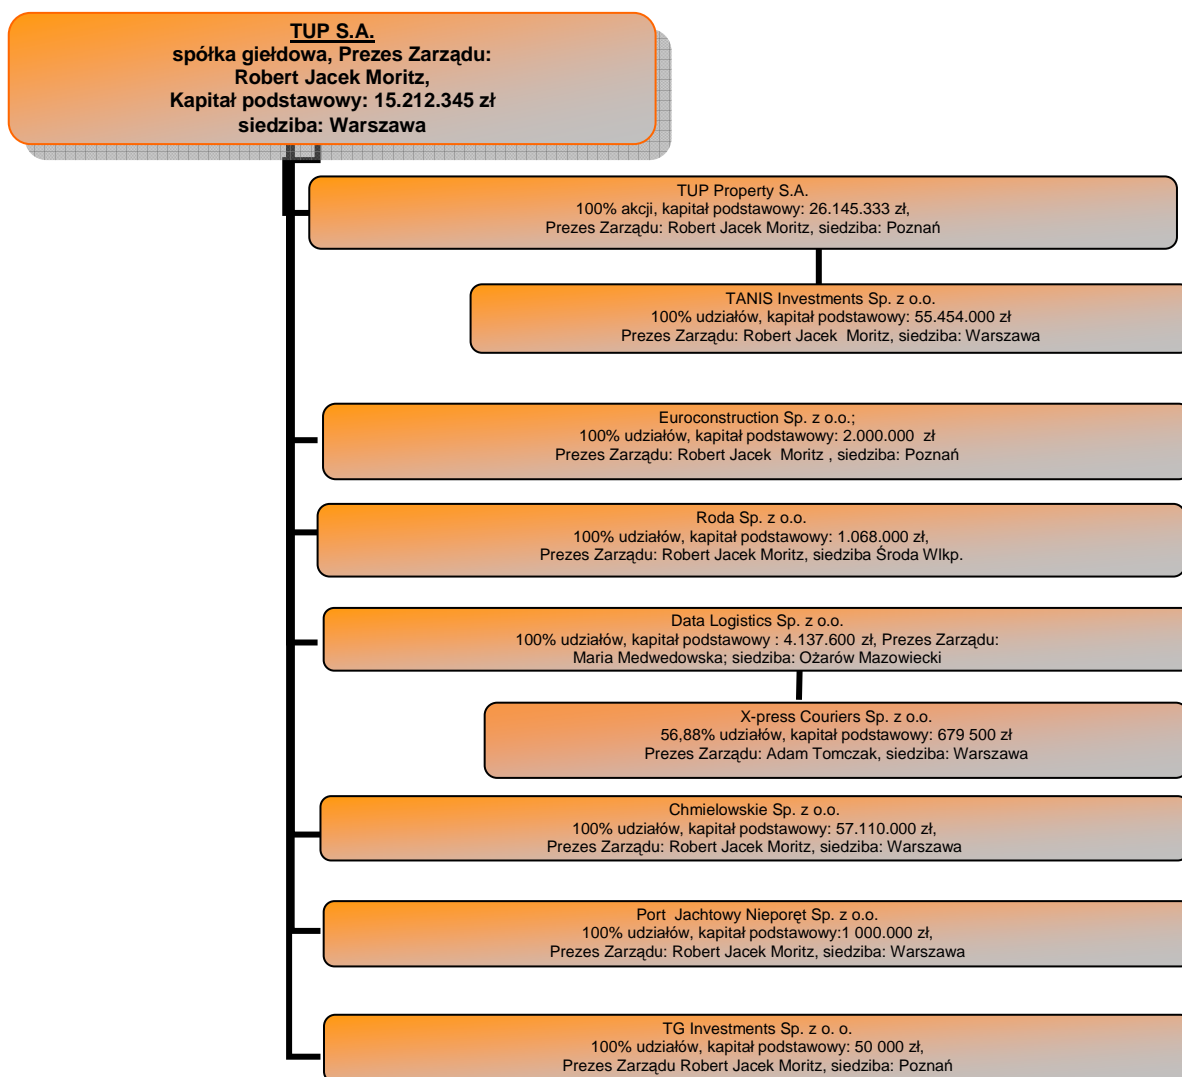 TUP S.A.
spółka giełdowa, Prezes Zarządu:
Robert Jacek Moritz,
Kapitał podstawowy: 15.212.345 zł
siedziba: Warszawa
TUP Property S.A.
100% akcji, kapitał podstawowy: 26.145.333 zł,
Prezes Zarządu: Robert Jacek Moritz, siedziba: Poznań
TANIS Investments Sp. z o.o.
100% udziałów, kapitał podstawowy: 55.454.000 zł
Prezes Zarządu: Robert Jacek  Moritz, siedziba: Warszawa
Euroconstruction Sp. z o.o.;
100% udziałów, kapitał podstawowy: 2.000.000  zł
Prezes Zarządu: Robert Jacek  Moritz , siedziba: Poznań
Roda Sp. z o.o.
100% udziałów, kapitał podstawowy: 1.068.000 zł,
Prezes Zarządu: Robert Jacek Moritz, siedziba Środa Wlkp.
Data Logistics Sp. z o.o.
100% udziałów, kapitał podstawowy : 4.137.600 zł, Prezes Zarządu:
Maria Medwedowska; siedziba: Ożarów Mazowiecki
X-press Couriers Sp. z o.o.
56,88% udziałów, kapitał podstawowy: 679 500 zł
Prezes Zarządu: Adam Tomczak, siedziba: Warszawa
Chmielowskie Sp. z o.o.
100% udziałów, kapitał podstawowy: 57.110.000 zł,
Prezes Zarządu: Robert Jacek Moritz, siedziba: Warszawa
Port  Jachtowy Nieporęt Sp. z o.o.
100% udziałów, kapitał podstawowy:1 000.000 zł,
Prezes Zarządu: Robert Jacek Moritz, siedziba: Warszawa
TG Investments Sp. z o. o.
100% udziałów, kapitał podstawowy: 50 000 zł,
Prezes Zarządu Robert Jacek Moritz, siedziba: Poznań